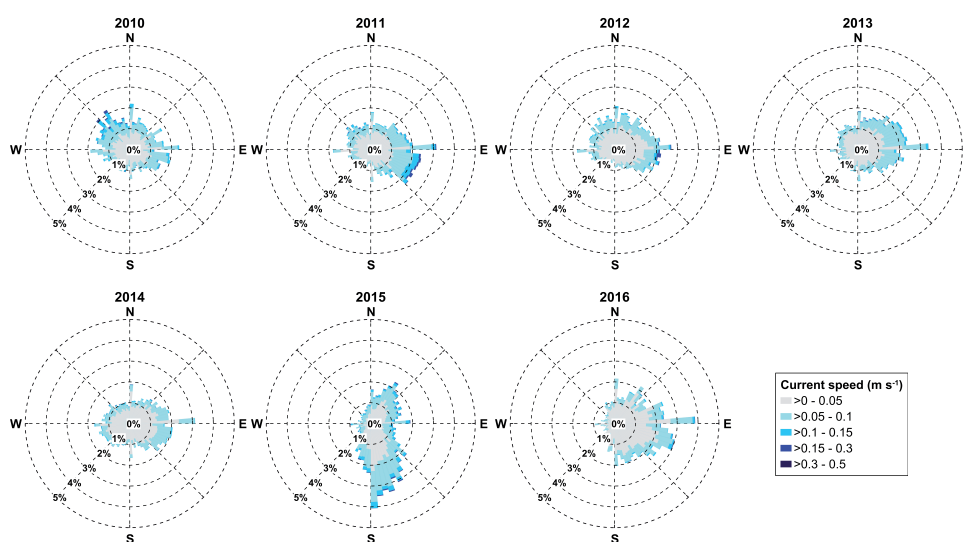 2010
N
W
E
S
0%
1%
2%
3%
4%
5%
2011
N
W
E
S
0%
1%
2%
3%
4%
5%
2012
N
W
E
S
0%
1%
2%
3%
4%
5%
2013
N
W
E
S
0%
1%
2%
3%
4%
5%
2014
N
W
E
S
0%
1%
2%
3%
4%
5%
2015
N
W
E
S
0%
1%
2%
3%
4%
5%
2016
N
W
E
S
0%
1%
2%
3%
4%
5%
Current speed (m s⁻¹)
>0 - 0.05
>0.05 - 0.1
>0.1 - 0.15
>0.15 - 0.3
>0.3 - 0.5